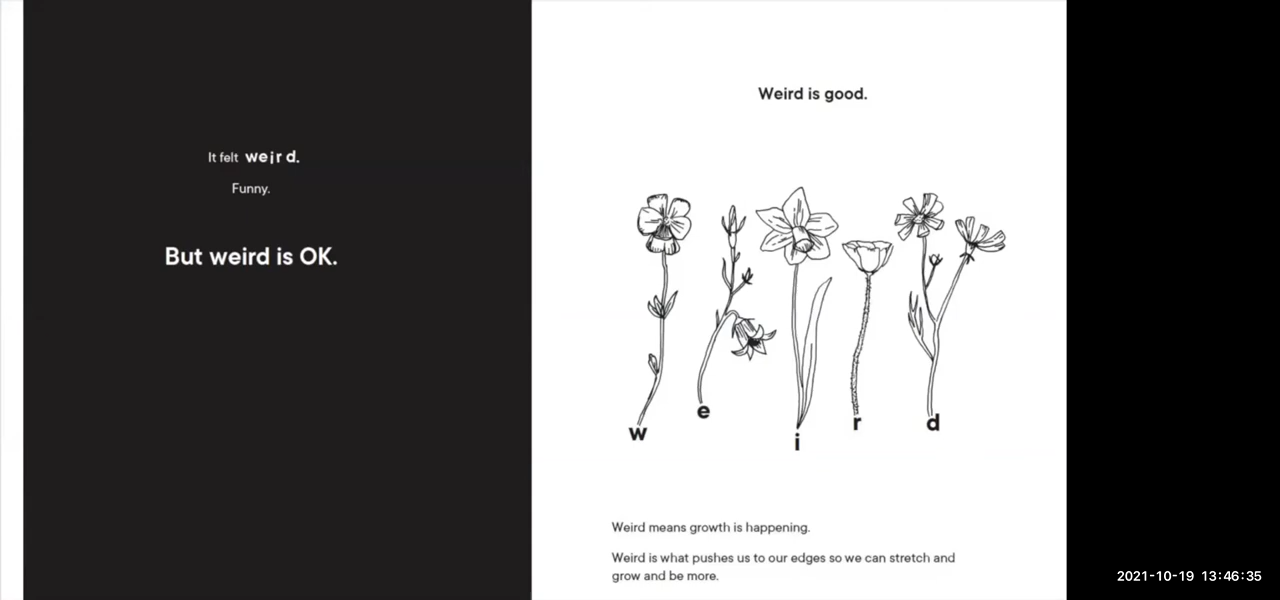 It felt weird.
Funny.
But weird is OK.
Weird is good.
w
e
i
r
d
Weird means growth is happening.
Weird is what pushes us to our edges so we can stretch and
grow and be more.
2021-10-19 13:46:35